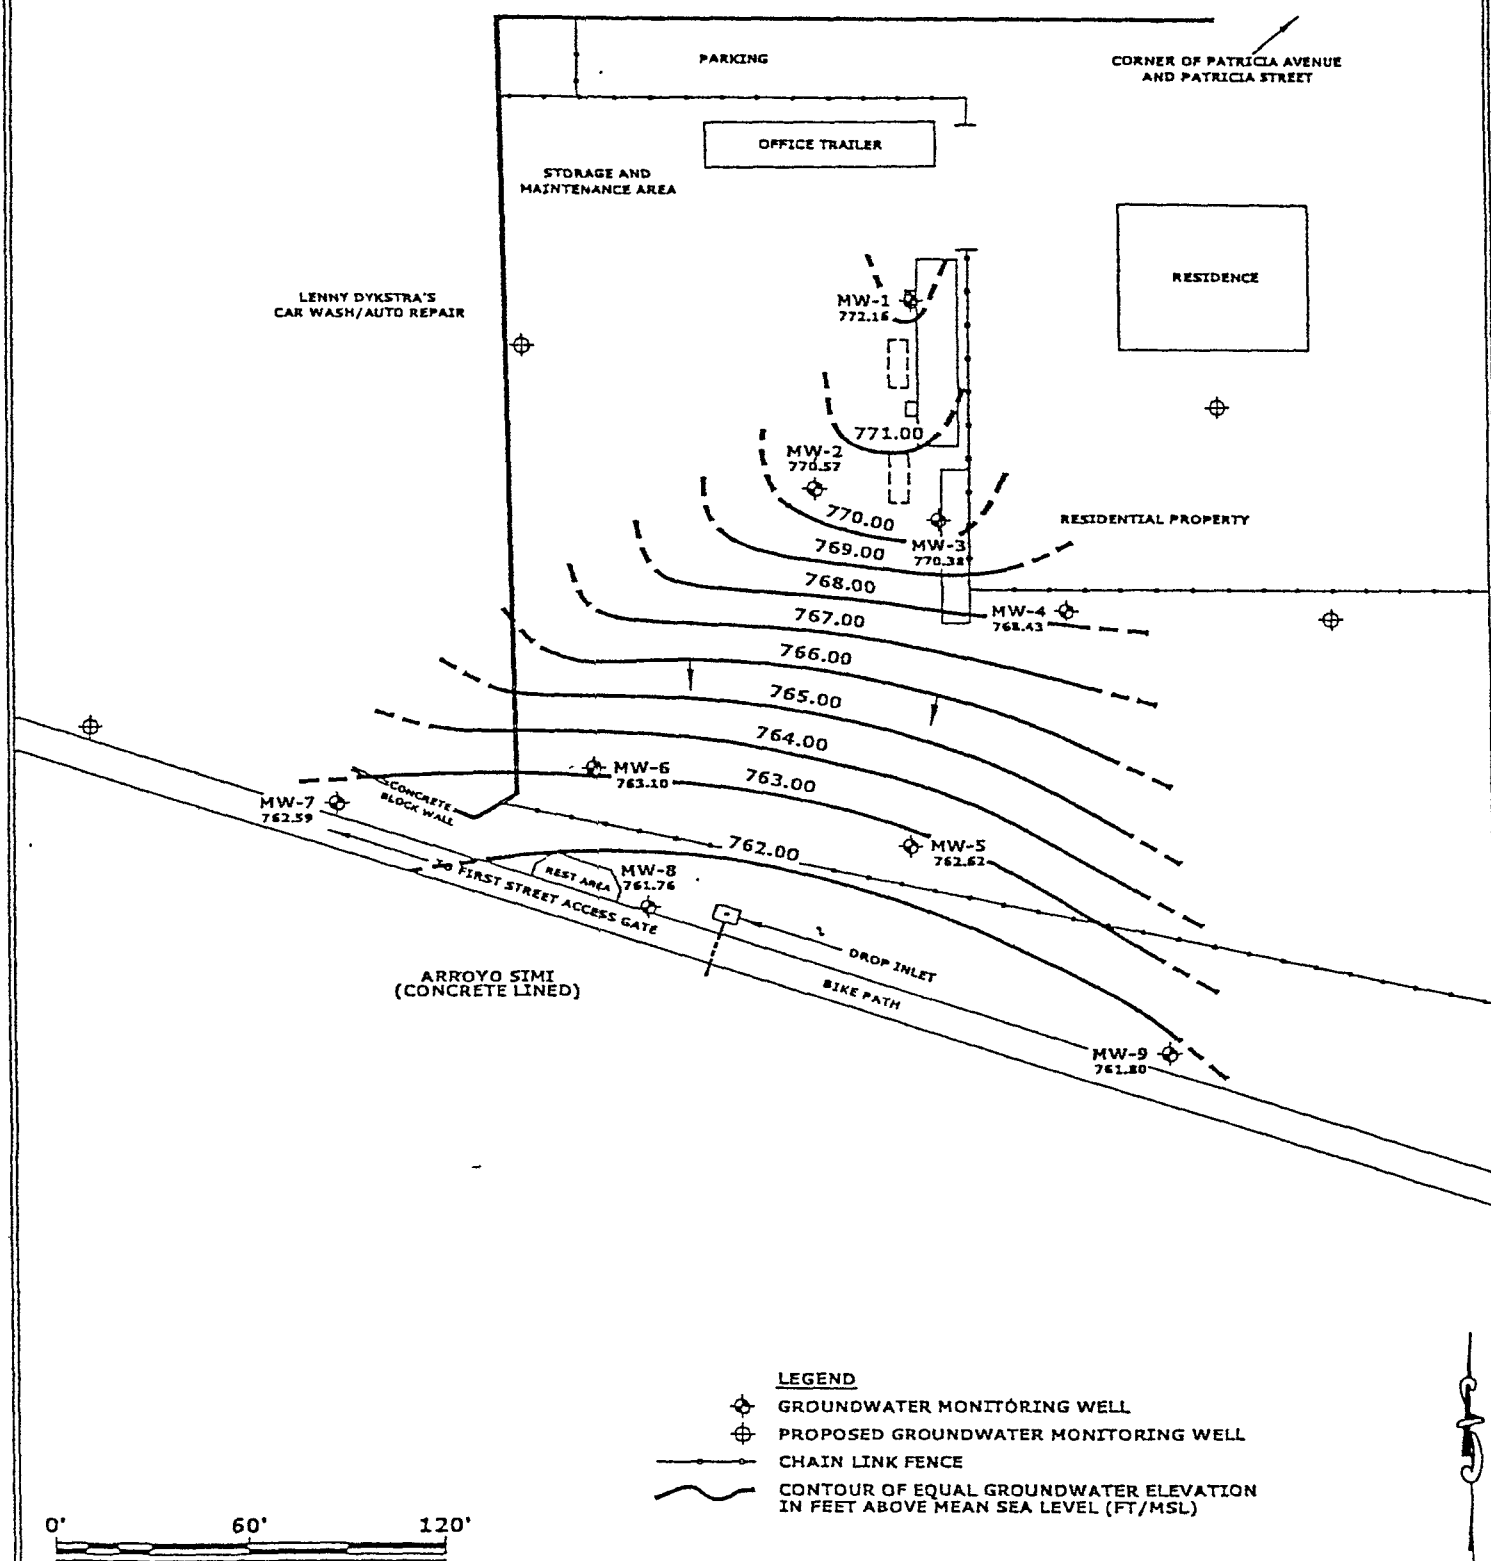 PARKING
CORNER OF PATRICIA AVENUE
AND PATRICIA STREET
OFFICE TRAILER
STORAGE AND
MAINTENANCE AREA
RESIDENCE
LENNY DYKSTRA'S
CAR WASH/AUTO REPAIR
MW-1
772.16
771.00
MW-2
770.57
770.00
RESIDENTIAL PROPERTY
769.00
MW-3
770.38
768.00
MW-4
768.43
767.00
766.00
765.00
764.00
MW-6
763.10
763.00
CONCRETE
BLOCK WALL
MW-7
762.59
762.00
MW-5
762.62
MW-8
761.76
REST AREA
TO FIRST STREET ACCESS GATE
DROP INLET
BIKE PATH
ARROYO SIMI
(CONCRETE LINED)
MW-9
761.80
LEGEND
GROUNDWATER MONITORING WELL
PROPOSED GROUNDWATER MONITORING WELL
CHAIN LINK FENCE
CONTOUR OF EQUAL GROUNDWATER ELEVATION
IN FEET ABOVE MEAN SEA LEVEL (FT/MSL)
0' 60' 120'